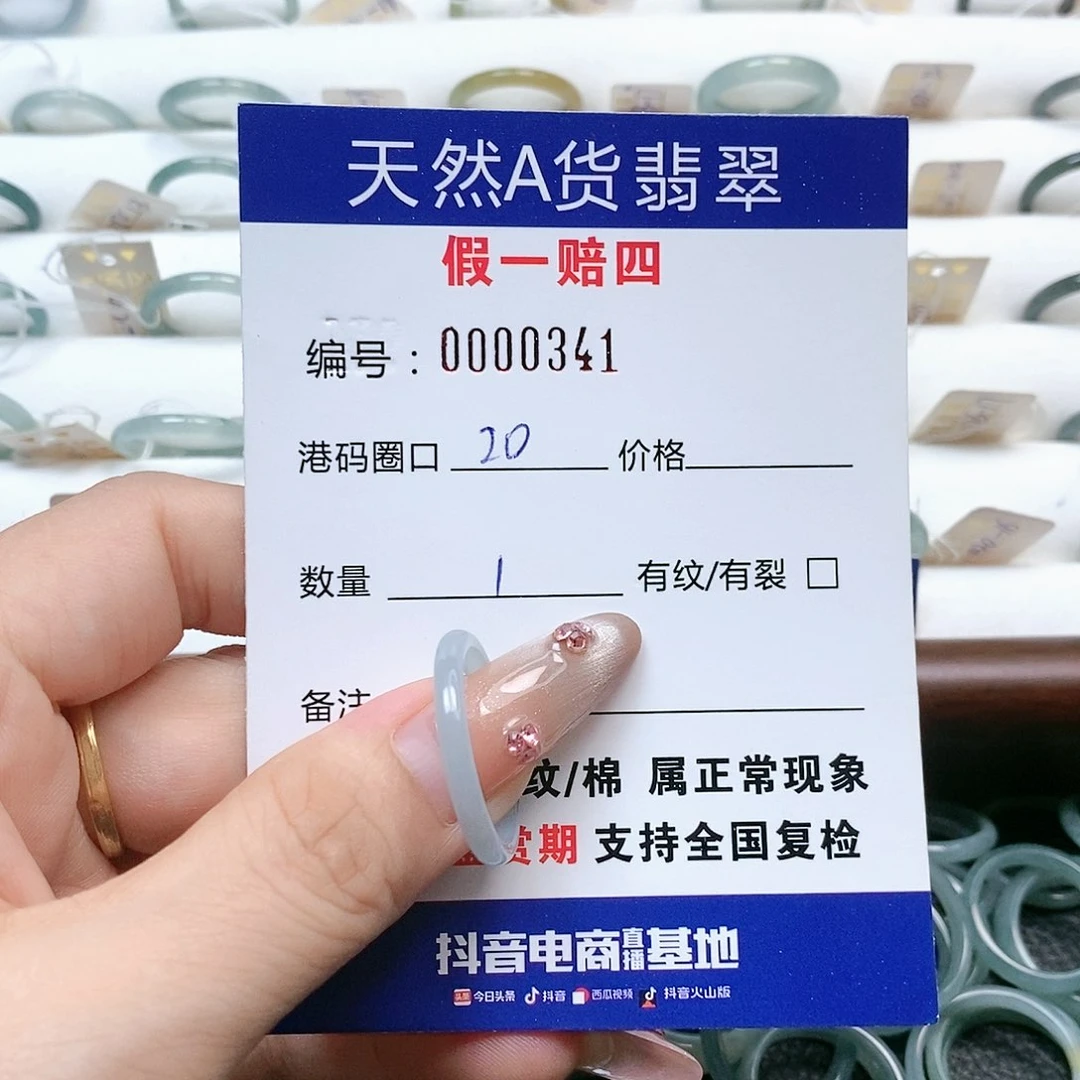 天然A货翡翠
假一赔四
编号：0000341
港码圈口 20 价格
数量 1 有纹/有裂 □
备注
纹/棉 属正常现象
赏期 支持全国复检
抖音电商直播基地
头条 今日头条 抖音 西瓜视频 抖音火山版